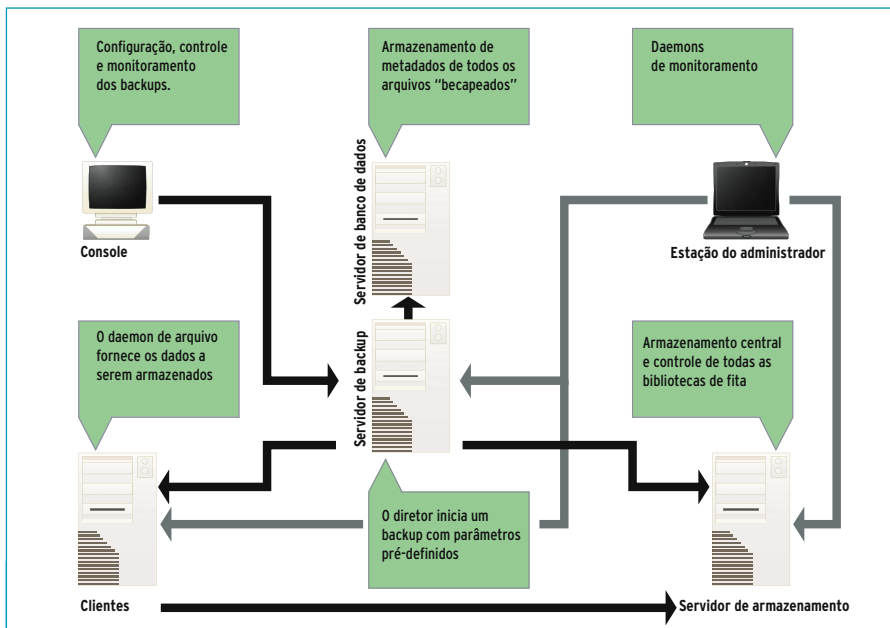 Configuração, controle
e monitoramento
dos backups.
Armazenamento de
metadados de todos os
arquivos “becapeados”
Daemons
de monitoramento
Console
Servidor de banco de dados
Estação do administrador
O daemon de arquivo
fornece os dados a
serem armazenados
Servidor de backup
Armazenamento central
e controle de todas as
bibliotecas de fita
O diretor inicia um
backup com parâmetros
pré-definidos
Clientes
Servidor de armazenamento